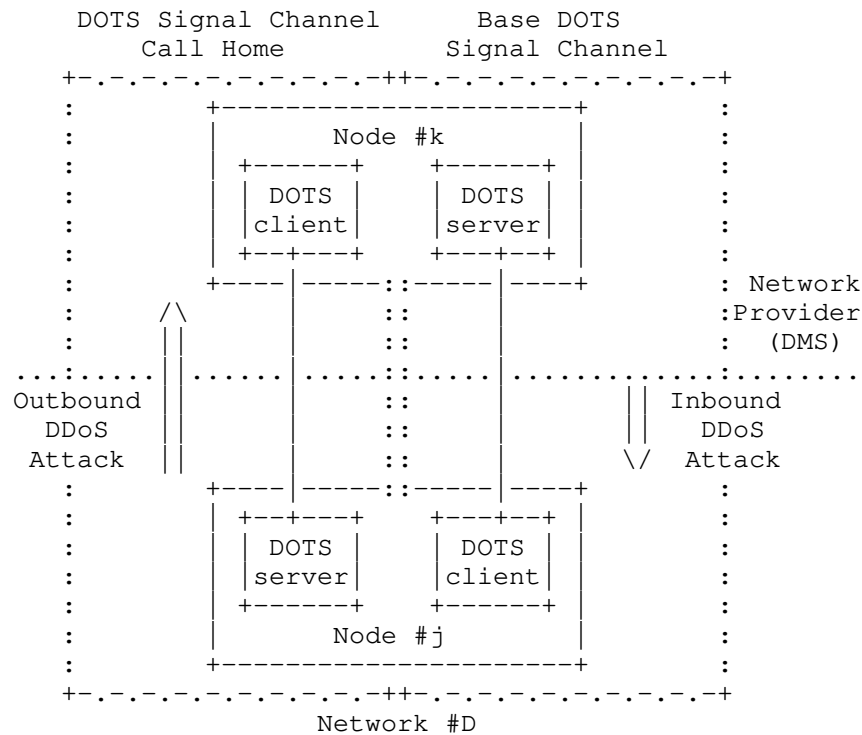 DOTS Signal Channel Base DOTS
Call Home Signal Channel
Node #k
DOTS DOTS
client server
Network
Provider
(DMS)
Outbound Inbound
DDoS DDoS
Attack Attack
DOTS DOTS
server client
Node #j
Network #D